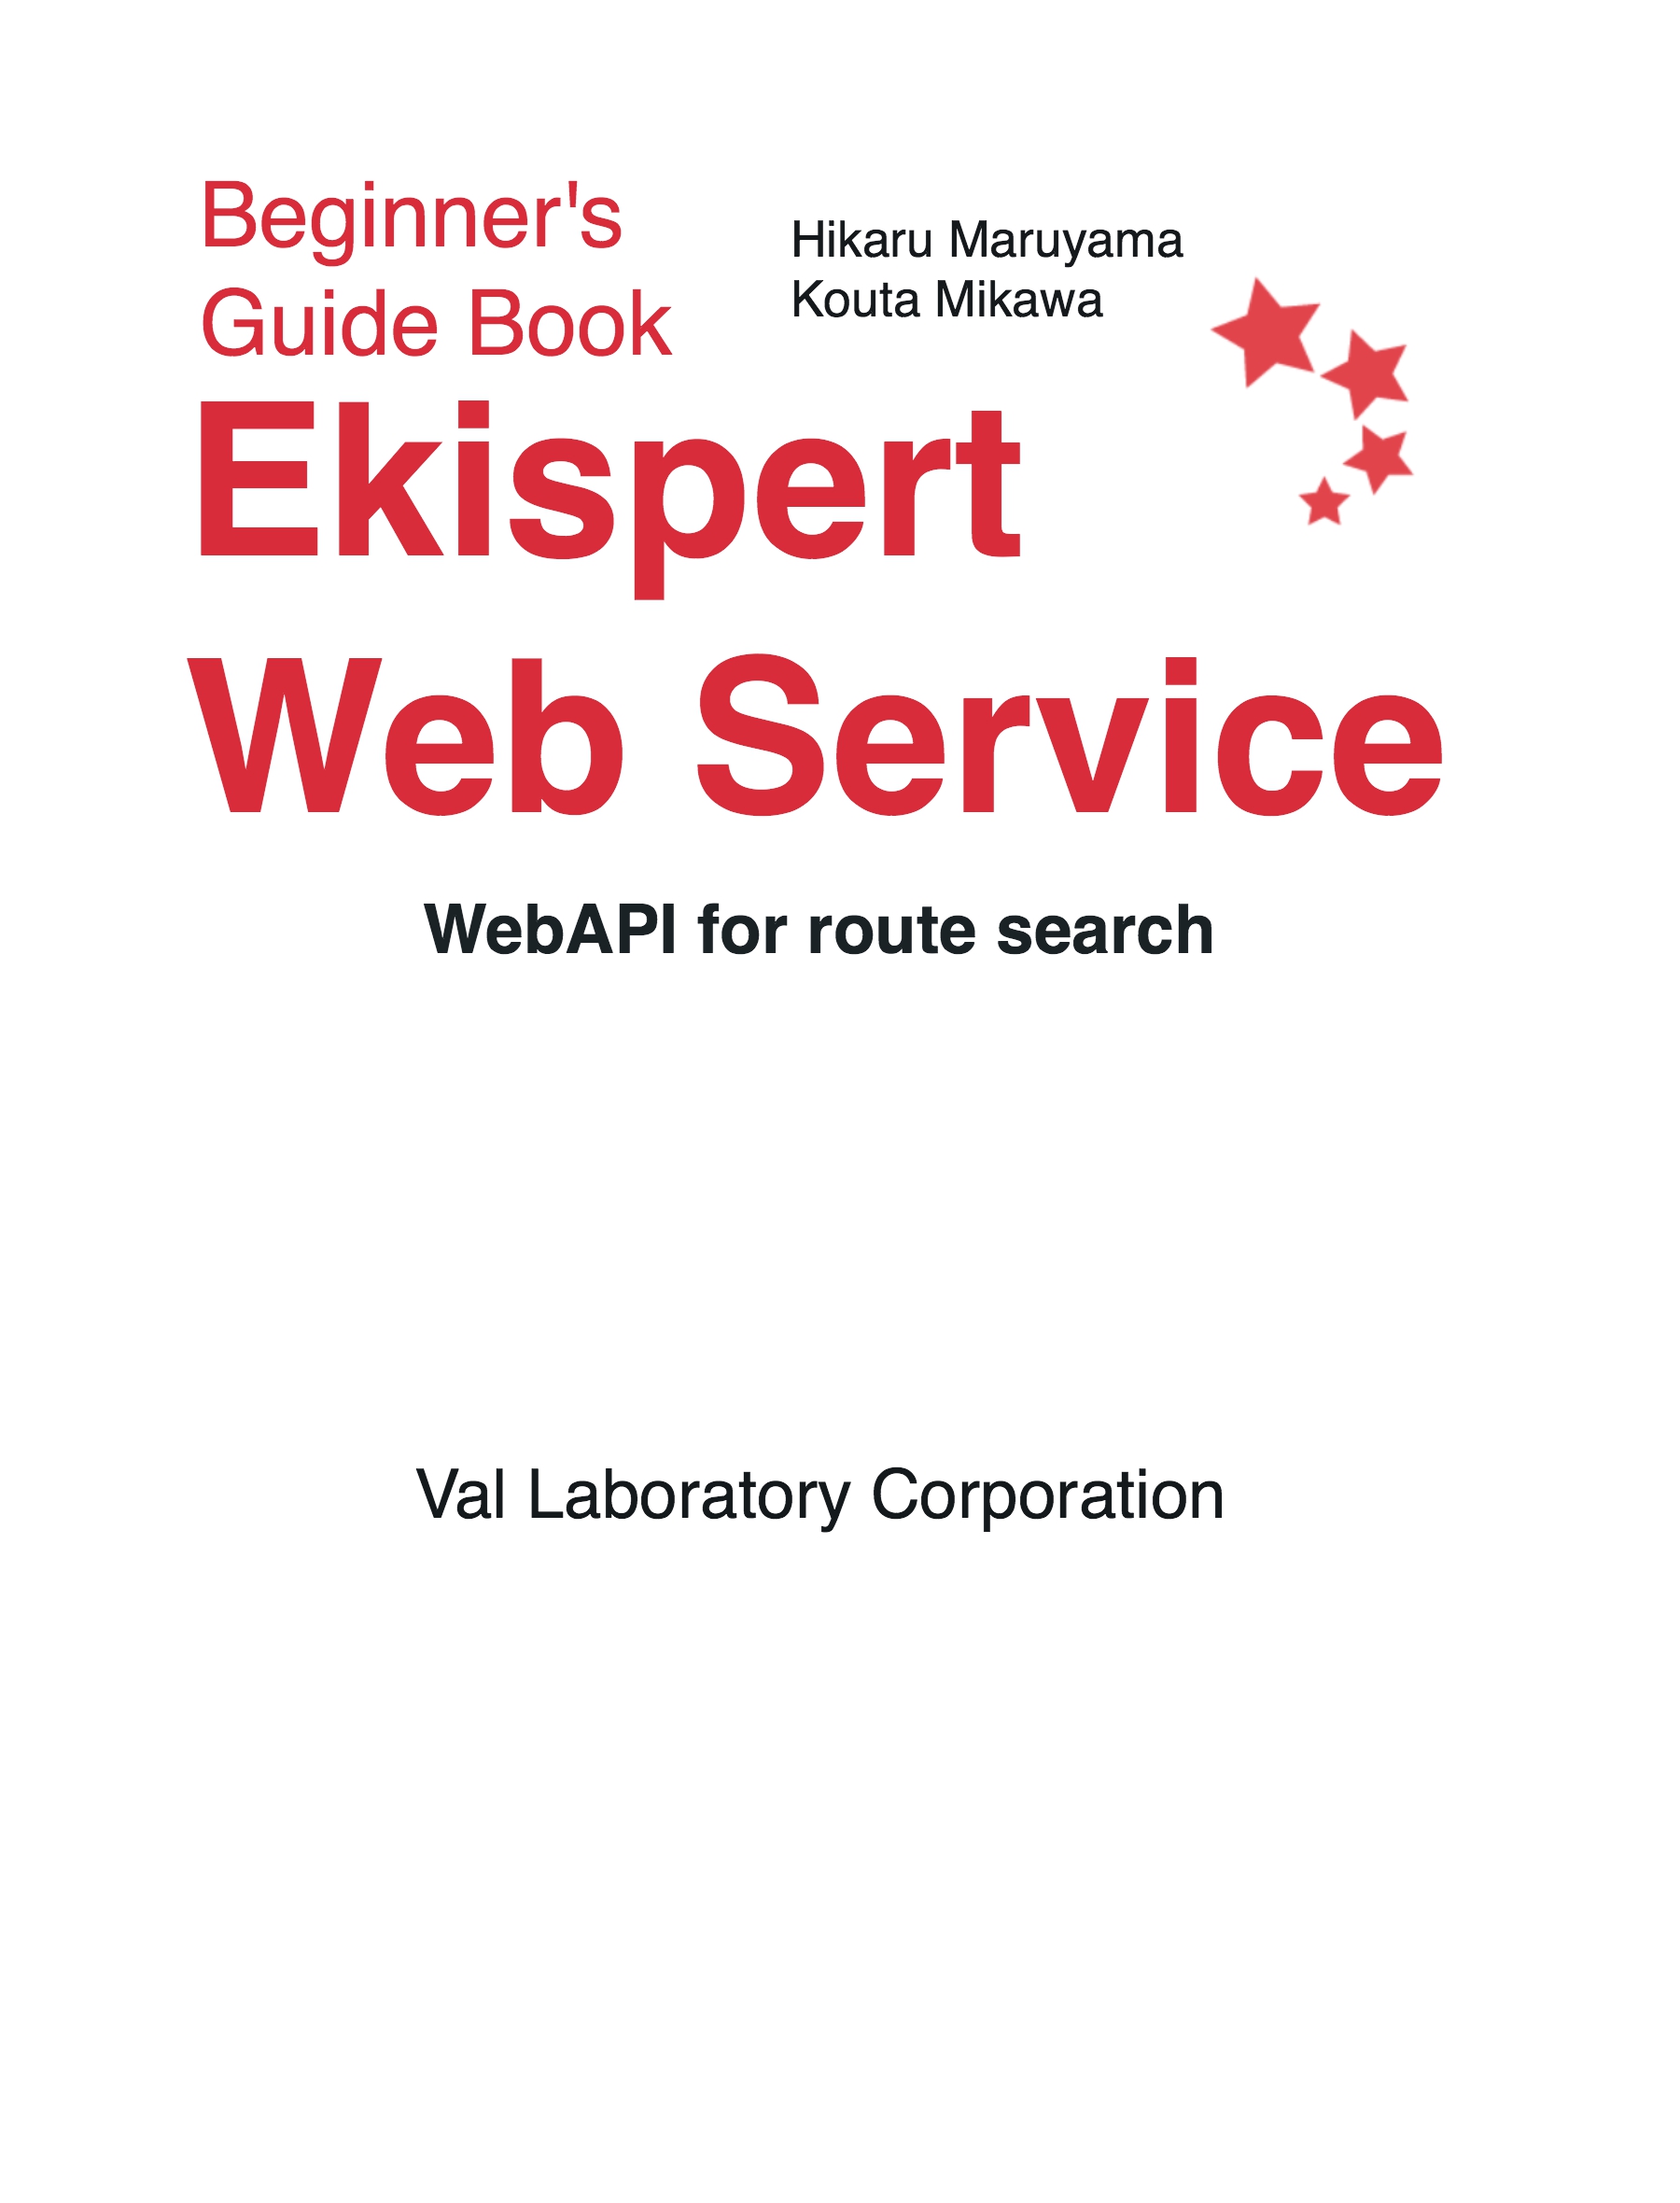 Beginner's
Guide Book
Hikaru Maruyama
Kouta Mikawa
Ekispert
Web Service
WebAPI for route search
Val Laboratory Corporation